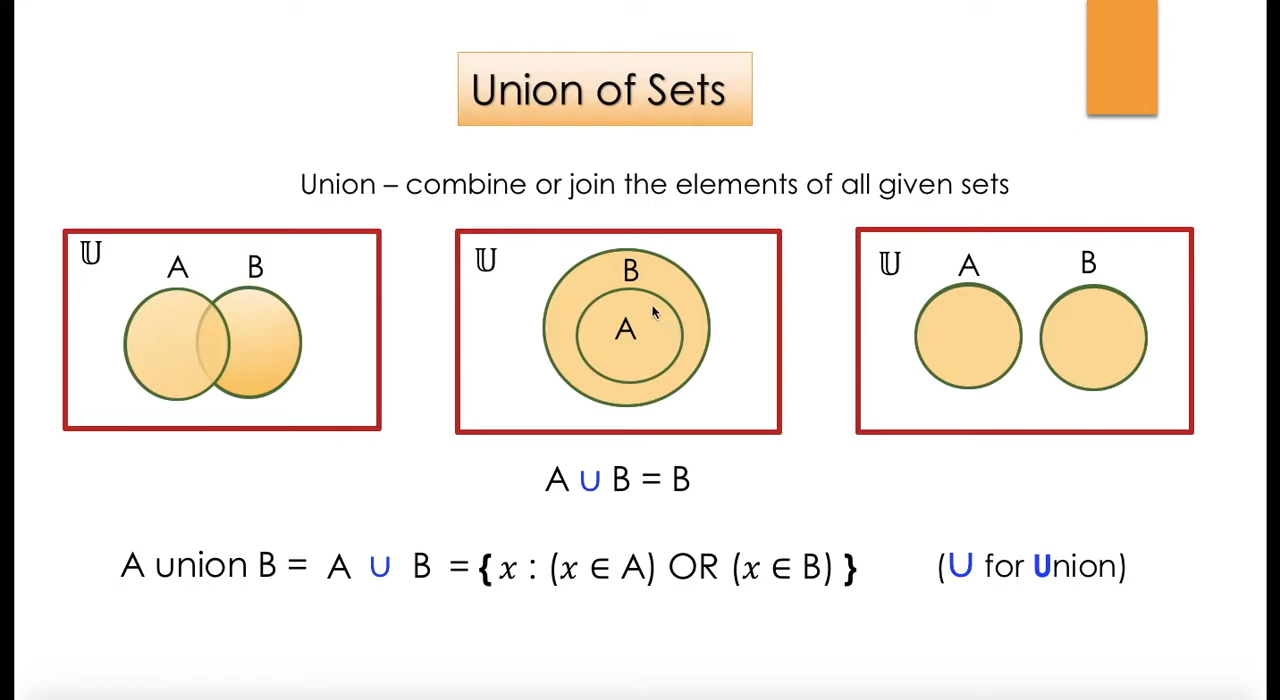 Union of Sets
Union – combine or join the elements of all given sets
𝕌 A B
𝕌 B A
𝕌 A B
A ∪ B = B
A union B = A ∪ B = { x : (x ∈ A) OR (x ∈ B) } (U for Union)